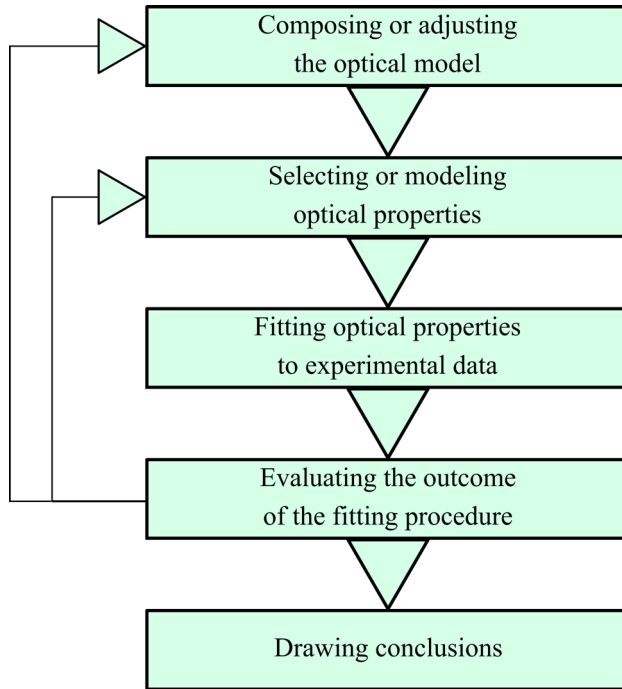 Composing or adjusting
the optical model
Selecting or modeling
optical properties
Fitting optical properties
to experimental data
Evaluating the outcome
of the fitting procedure
Drawing conclusions